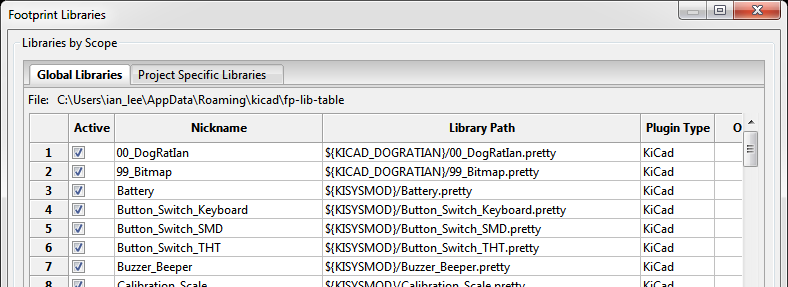 Footprint Libraries
Libraries by Scope
Global Libraries Project Specific Libraries
File: C:\Users\ian_lee\AppData\Roaming\kicad\fp-lib-table
Active Nickname Library Path Plugin Type O
1 00_DogRatIan ${KICAD_DOGRATIAN}/00_DogRatIan.pretty KiCad
2 99_Bitmap ${KICAD_DOGRATIAN}/99_Bitmap.pretty KiCad
3 Battery ${KISYSMOD}/Battery.pretty KiCad
4 Button_Switch_Keyboard ${KISYSMOD}/Button_Switch_Keyboard.pretty KiCad
5 Button_Switch_SMD ${KISYSMOD}/Button_Switch_SMD.pretty KiCad
6 Button_Switch_THT ${KISYSMOD}/Button_Switch_THT.pretty KiCad
7 Buzzer_Beeper ${KISYSMOD}/Buzzer_Beeper.pretty KiCad
8 Calibration_Scale ${KISYSMOD}/Calibration_Scale.pretty KiCad